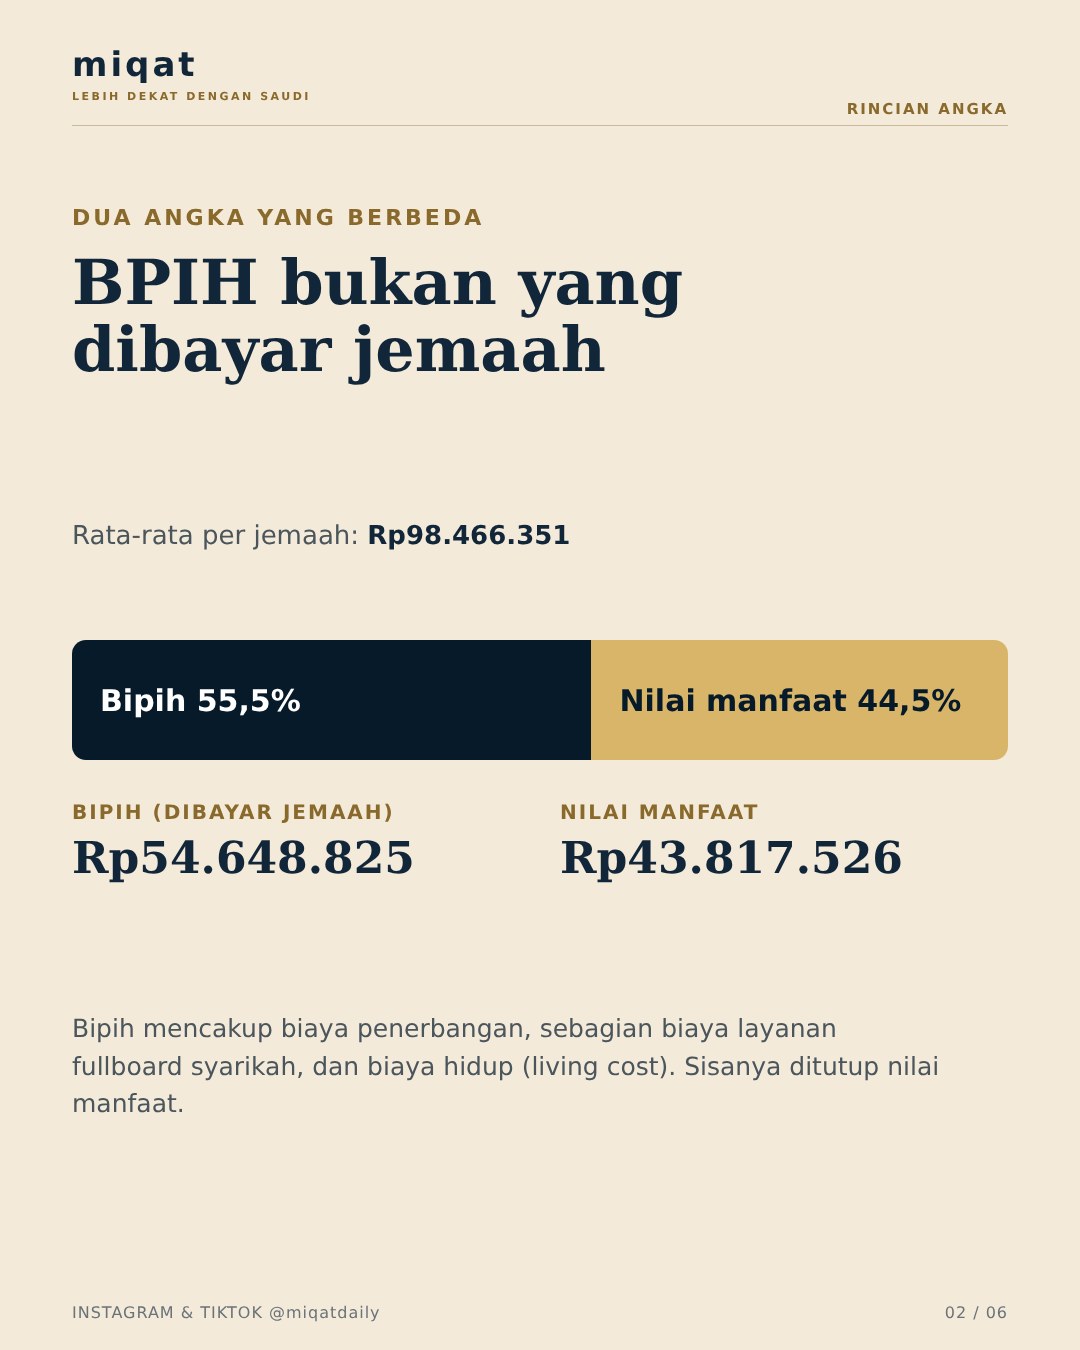 miqat
LEBIH DEKAT DENGAN SAUDI
RINCIAN ANGKA
DUA ANGKA YANG BERBEDA
BPIH bukan yang
dibayar jemaah
Rata-rata per jemaah: Rp98.466.351
Bipih 55,5%
Nilai manfaat 44,5%
BIPIH (DIBAYAR JEMAAH)
Rp54.648.825
NILAI MANFAAT
Rp43.817.526
Bipih mencakup biaya penerbangan, sebagian biaya layanan
fullboard syarikah, dan biaya hidup (living cost). Sisanya ditutup nilai
manfaat.
INSTAGRAM & TIKTOK @miqatdaily
02 / 06